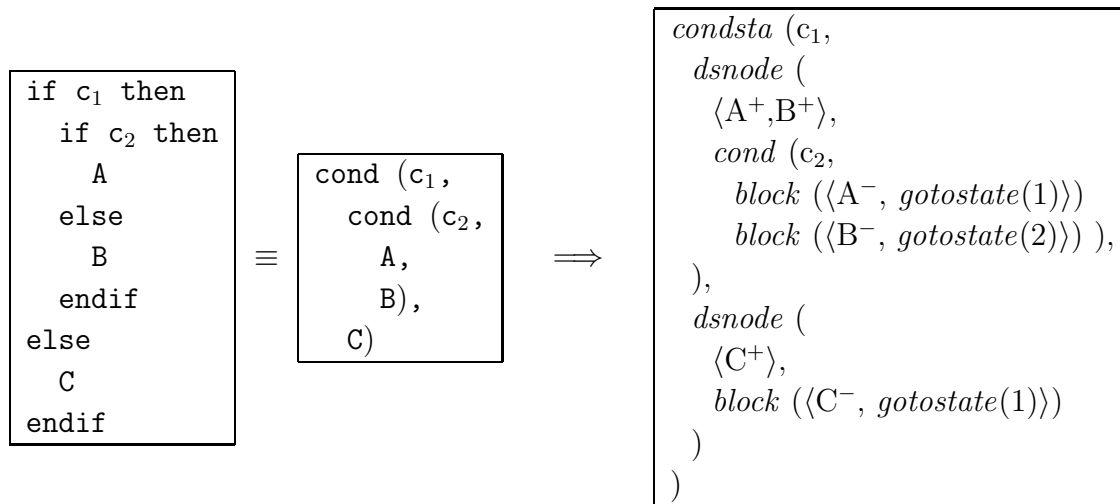 if c₁ then
if c₂ then
A
else
B
endif
else
C
endif
≡
cond (c₁,
cond (c₂,
A,
B),
C)
⟹
condsta (c₁,
dsnode (
⟨A⁺,B⁺⟩,
cond (c₂,
block (⟨A⁻, gotostate(1)⟩)
block (⟨B⁻, gotostate(2)⟩) ),
),
dsnode (
⟨C⁺⟩,
block (⟨C⁻, gotostate(1)⟩)
)
)